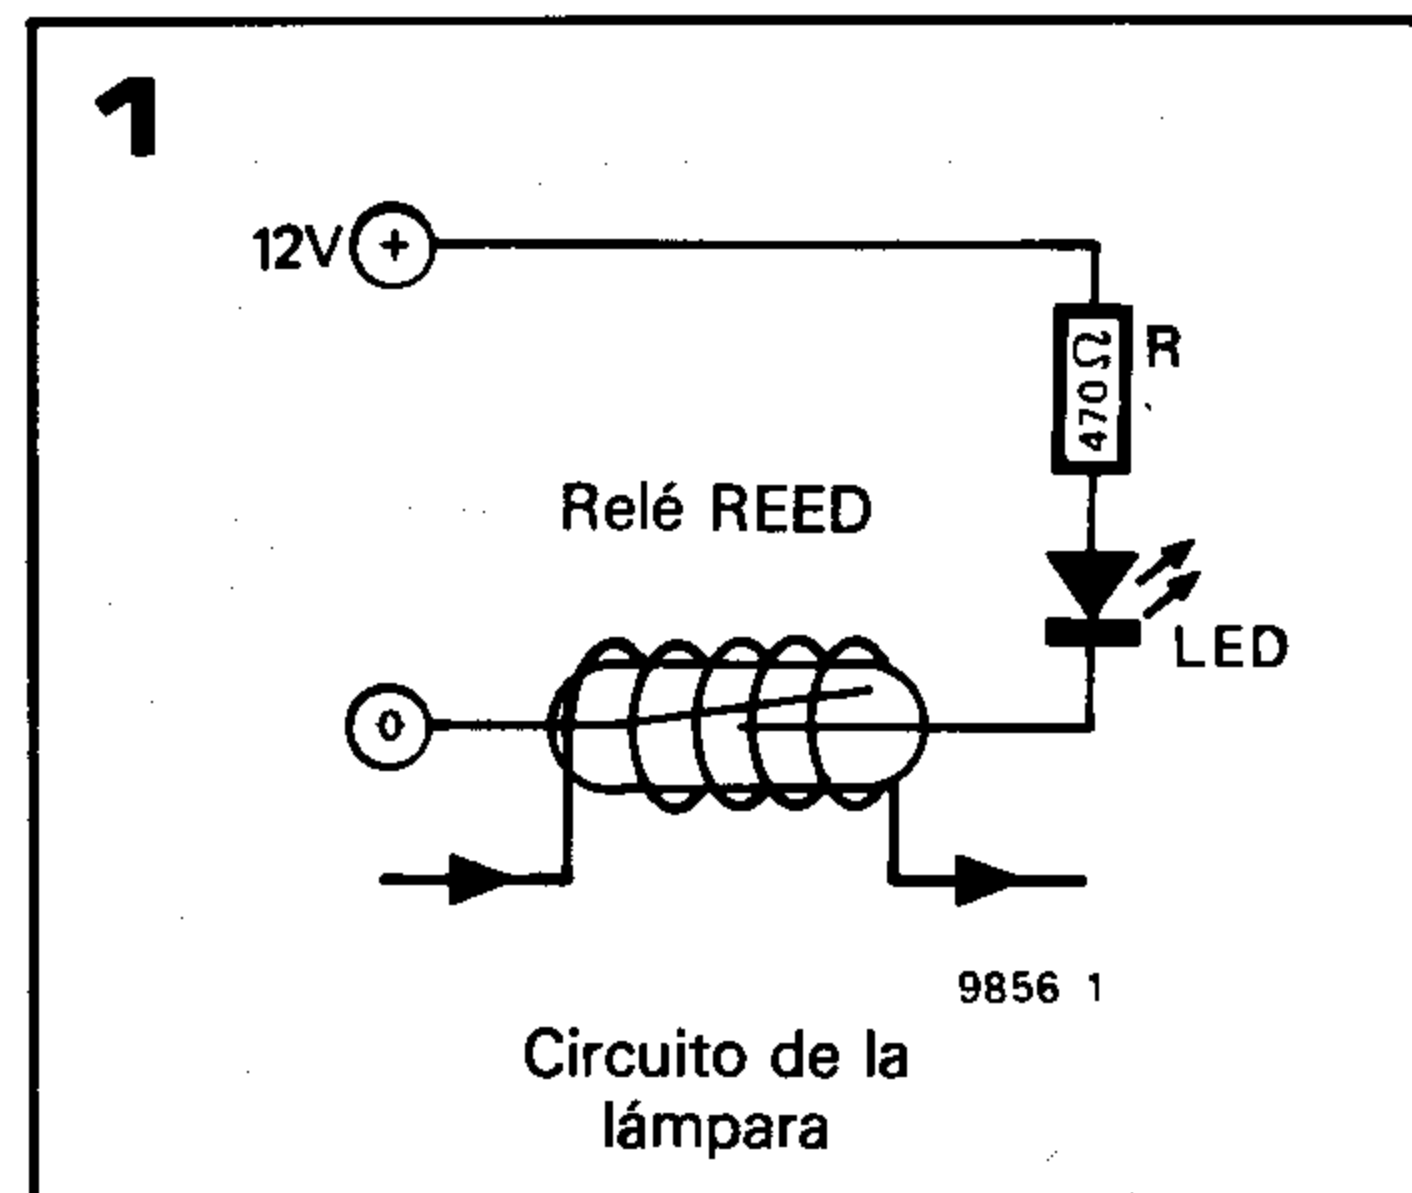 1
12V +
R
470Ω
Relé REED
LED
0
9856 1
Circuito de la
lámpara